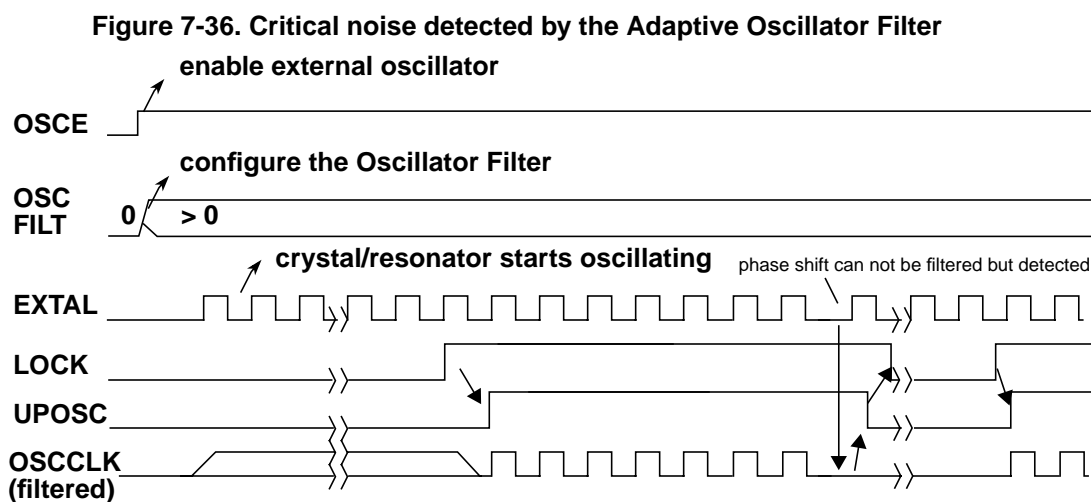 Figure 7-36. Critical noise detected by the Adaptive Oscillator Filter
enable external oscillator
OSCE
configure the Oscillator Filter
OSC
FILT
0 > 0
crystal/resonator starts oscillating
phase shift can not be filtered but detected
EXTAL
LOCK
UPOSC
OSCCLK
(filtered)